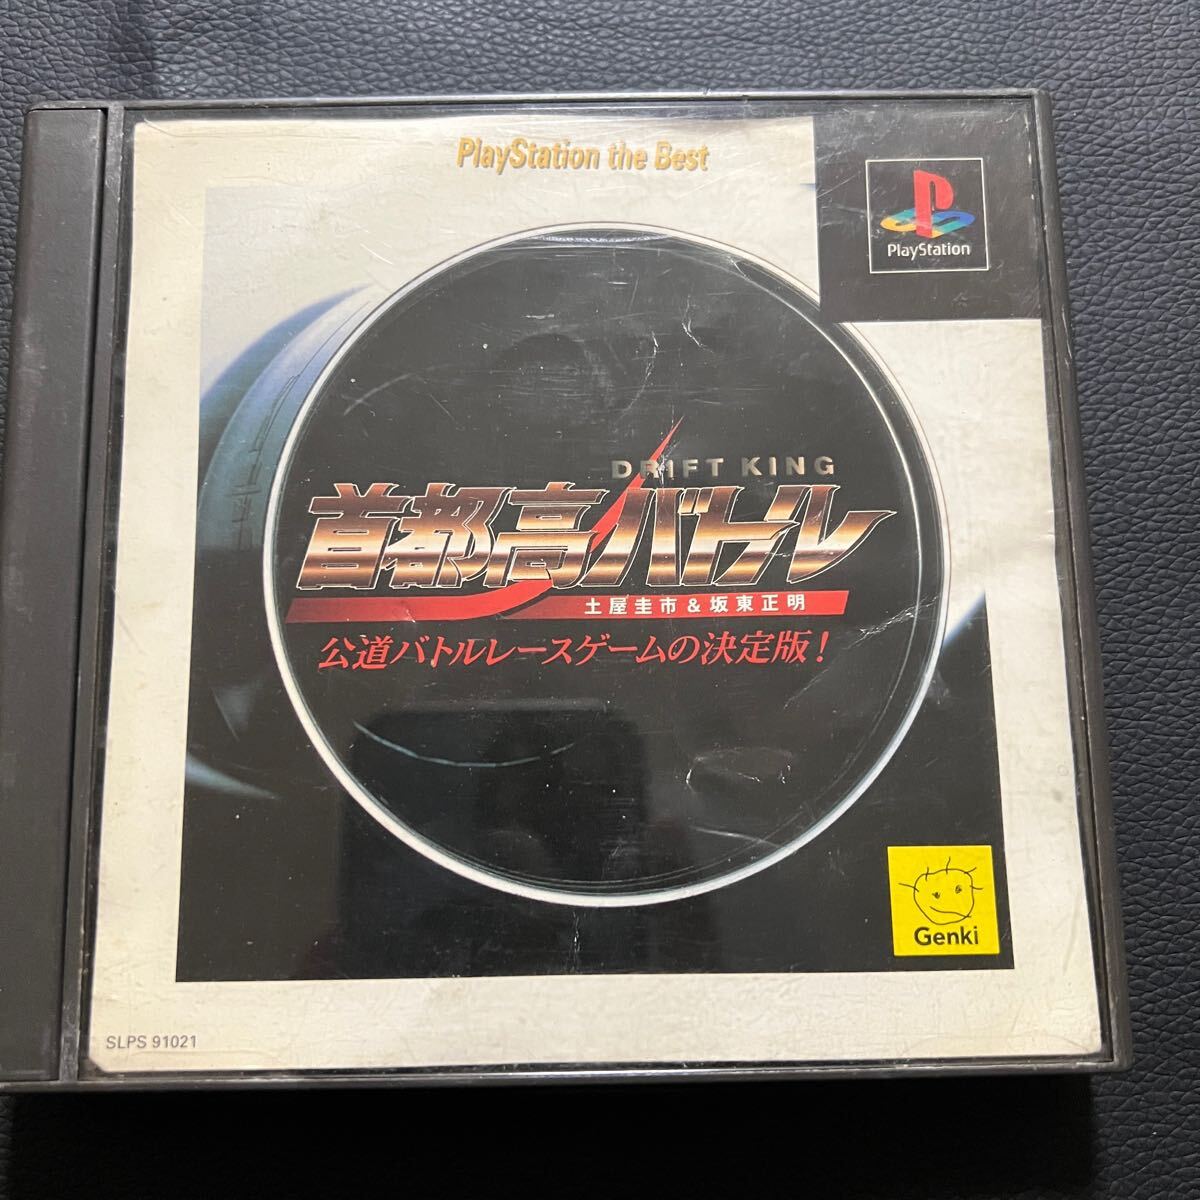 PlayStation the Best
PlayStation
DRIFT KING
首都高バトル
土屋圭市&坂東正明
公道バトルレースゲームの決定版!
Genki
SLPS 91021